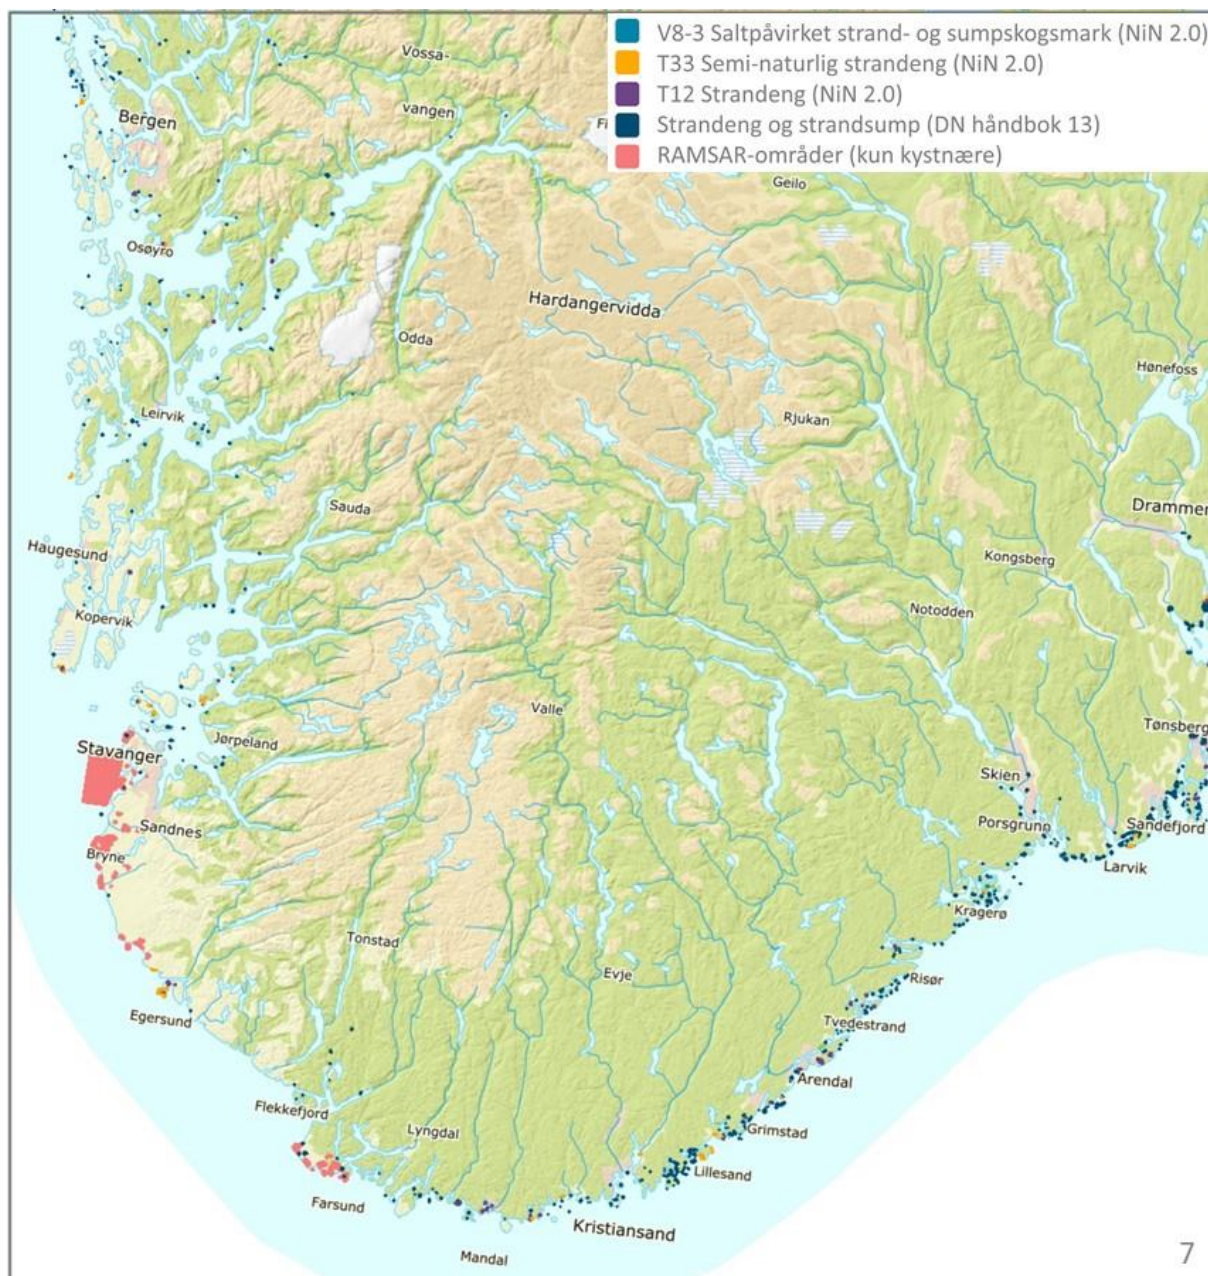 V8-3 Saltpåvirket strand- og sumpskogsmark (NiN 2.0)
T33 Semi-naturlig strandeng (NiN 2.0)
T12 Strandeng (NiN 2.0)
Strandeng og strandsump (DN håndbok 13)
RAMSAR-områder (kun kystnære)
Vossa-
vangen
Bergen
Geilo
Osøyro
Hardangervidda
Odda
Hønefoss
Leirvik
Rjukan
Sauda
Drammen
Haugesund
Kongsberg
Kopervik
Notodden
Valle
Jørpeland
Stavanger
Tønsberg
Skien
Sandnes
Porsgrunn
Sandefjord
Bryne
Larvik
Kragerø
Tonstad
Evje
Risør
Egersund
Tvedestrand
Arendal
Flekkefjord
Lyngdal
Grimstad
Lillesand
Farsund
Kristiansand
Mandal
7